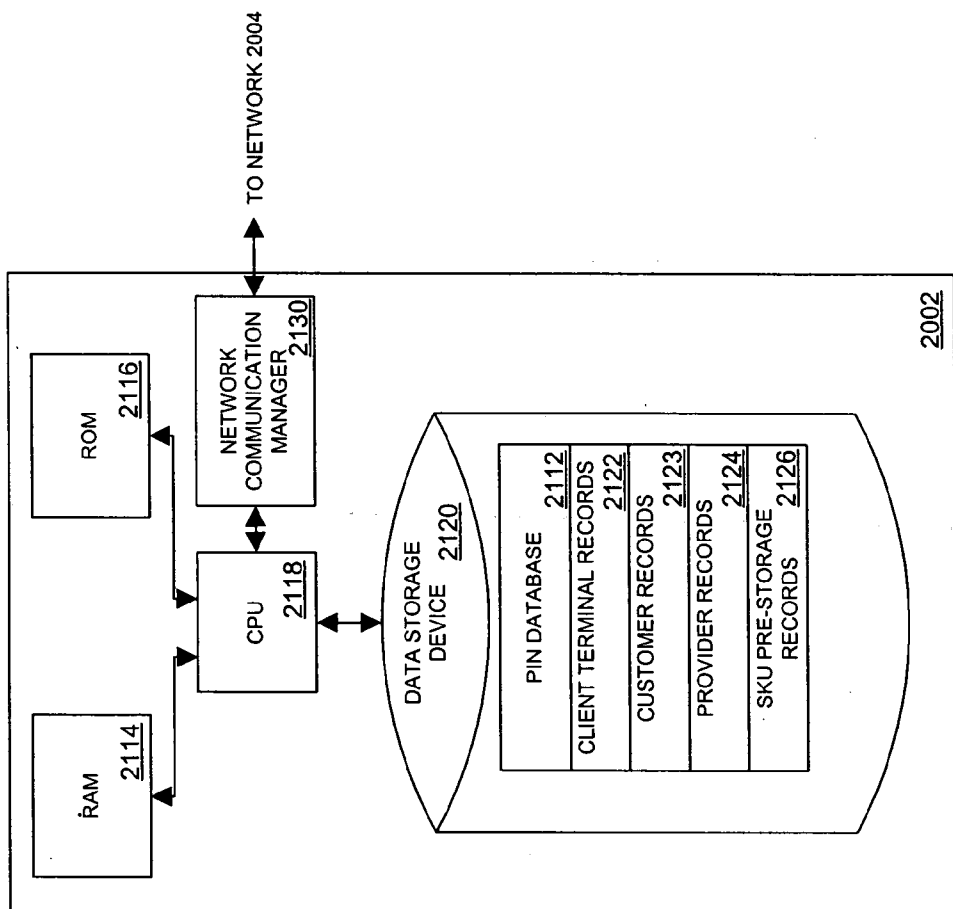 RAM
2114
ROM
2116
CPU
2118
NETWORK
COMMUNICATION
MANAGER
2130
TO NETWORK 2004
DATA STORAGE
DEVICE
2120
PIN DATABASE
2112
CLIENT TERMINAL RECORDS
2122
CUSTOMER RECORDS
2123
PROVIDER RECORDS
2124
SKU PRE-STORAGE
RECORDS
2126
2002